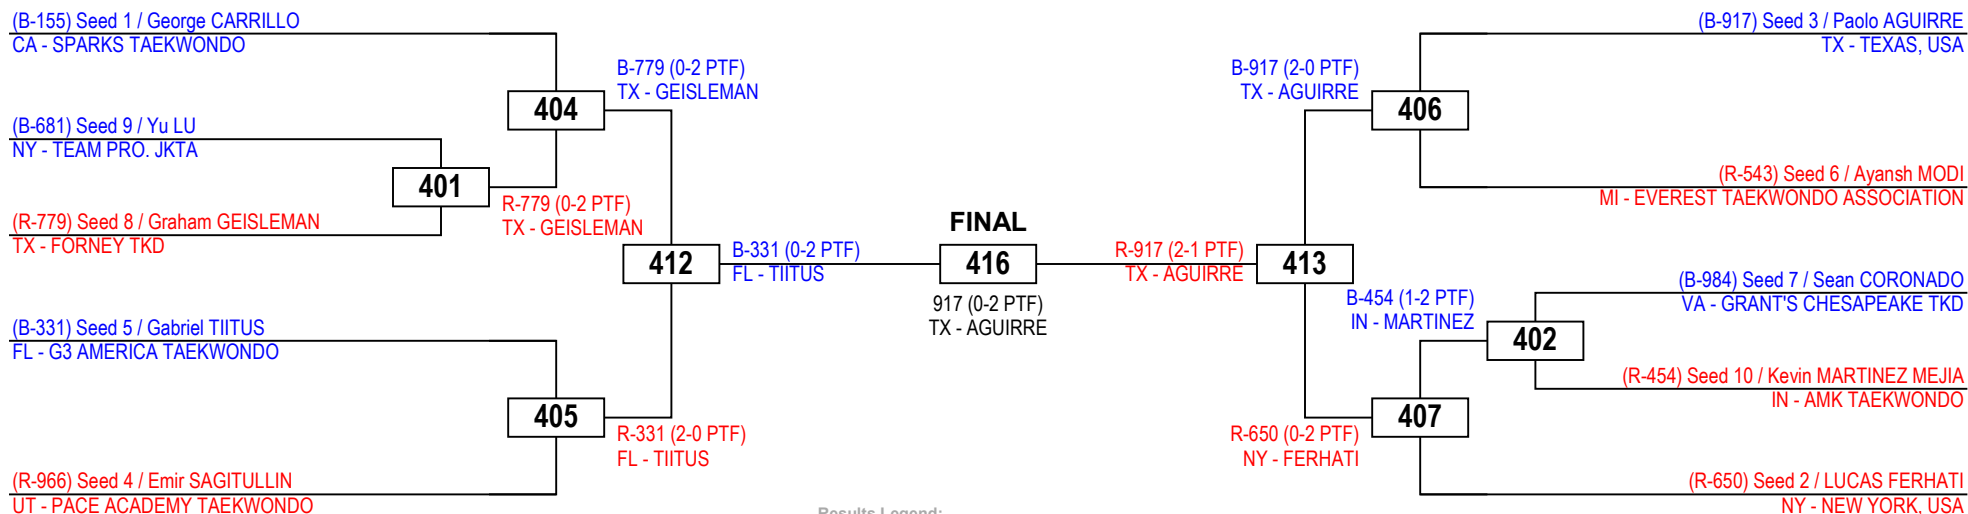 (B-155) Seed 1 / George CARRILLO
CA - SPARKS TAEKWONDO
(B-681) Seed 9 / Yu LU
NY - TEAM PRO. JKTA
(R-779) Seed 8 / Graham GEISLEMAN
TX - FORNEY TKD
(B-331) Seed 5 / Gabriel TIITUS
FL - G3 AMERICA TAEKWONDO
(R-966) Seed 4 / Emir SAGITULLIN
UT - PACE ACADEMY TAEKWONDO
401
R-779 (0-2 PTF)
TX - GEISLEMAN
404
B-779 (0-2 PTF)
TX - GEISLEMAN
405
R-331 (2-0 PTF)
FL - TIITUS
412
B-331 (0-2 PTF)
FL - TIITUS
FINAL
416
917 (0-2 PTF)
TX - AGUIRRE
R-917 (2-1 PTF)
TX - AGUIRRE
413
B-917 (2-0 PTF)
TX - AGUIRRE
406
B-454 (1-2 PTF)
IN - MARTINEZ
402
R-650 (0-2 PTF)
NY - FERHATI
407
(B-917) Seed 3 / Paolo AGUIRRE
TX - TEXAS, USA
(R-543) Seed 6 / Ayansh MODI
MI - EVEREST TAEKWONDO ASSOCIATION
(B-984) Seed 7 / Sean CORONADO
VA - GRANT'S CHESAPEAKE TKD
(R-454) Seed 10 / Kevin MARTINEZ MEJIA
IN - AMK TAEKWONDO
(R-650) Seed 2 / LUCAS FERHATI
NY - NEW YORK, USA
Results Legend: